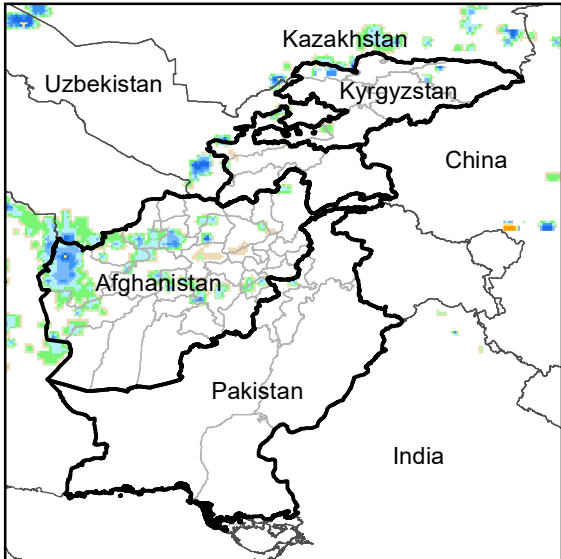 Kazakhstan
Uzbekistan
Kyrgyzstan
China
Afghanistan
Pakistan
India